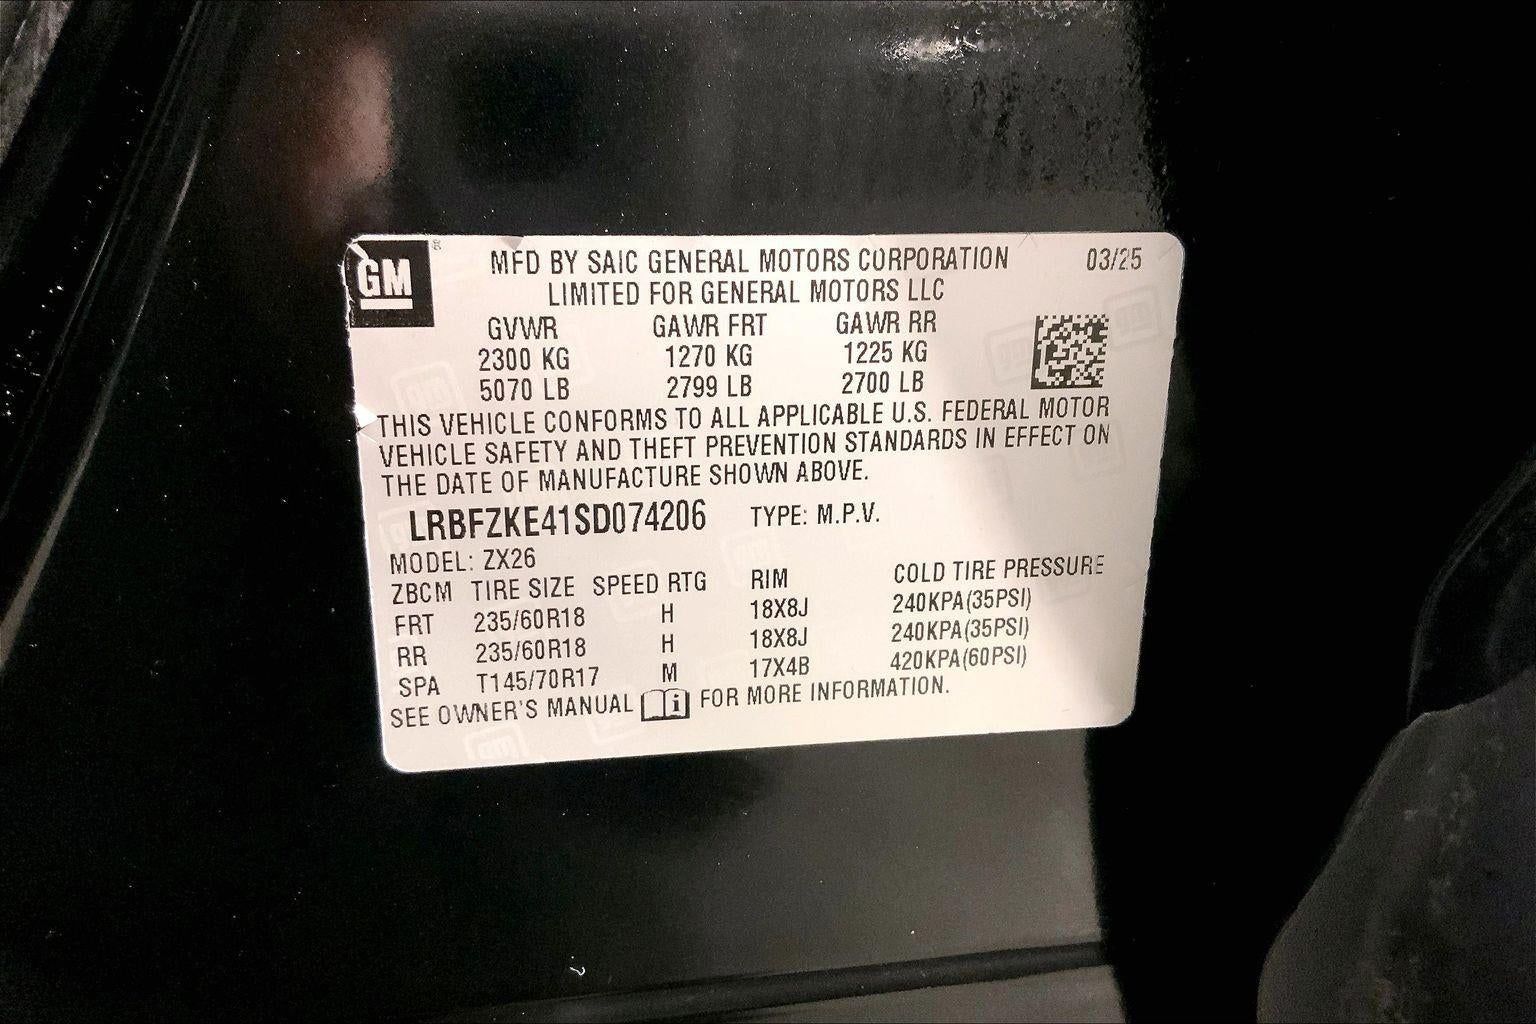 GM ® MFD BY SAIC GENERAL MOTORS CORPORATION 03/25
LIMITED FOR GENERAL MOTORS LLC
GVWR GAWR FRT GAWR RR
2300 KG 1270 KG 1225 KG
5070 LB 2799 LB 2700 LB
THIS VEHICLE CONFORMS TO ALL APPLICABLE U.S. FEDERAL MOTOR
VEHICLE SAFETY AND THEFT PREVENTION STANDARDS IN EFFECT ON
THE DATE OF MANUFACTURE SHOWN ABOVE.
LRBFZKE41SD074206 TYPE: M.P.V.
MODEL: ZX26
ZBCM TIRE SIZE SPEED RTG RIM COLD TIRE PRESSURE
FRT 235/60R18 H 18X8J 240KPA(35PSI)
RR 235/60R18 H 18X8J 240KPA(35PSI)
SPA T145/70R17 M 17X4B 420KPA(60PSI)
SEE OWNER'S MANUAL i FOR MORE INFORMATION.